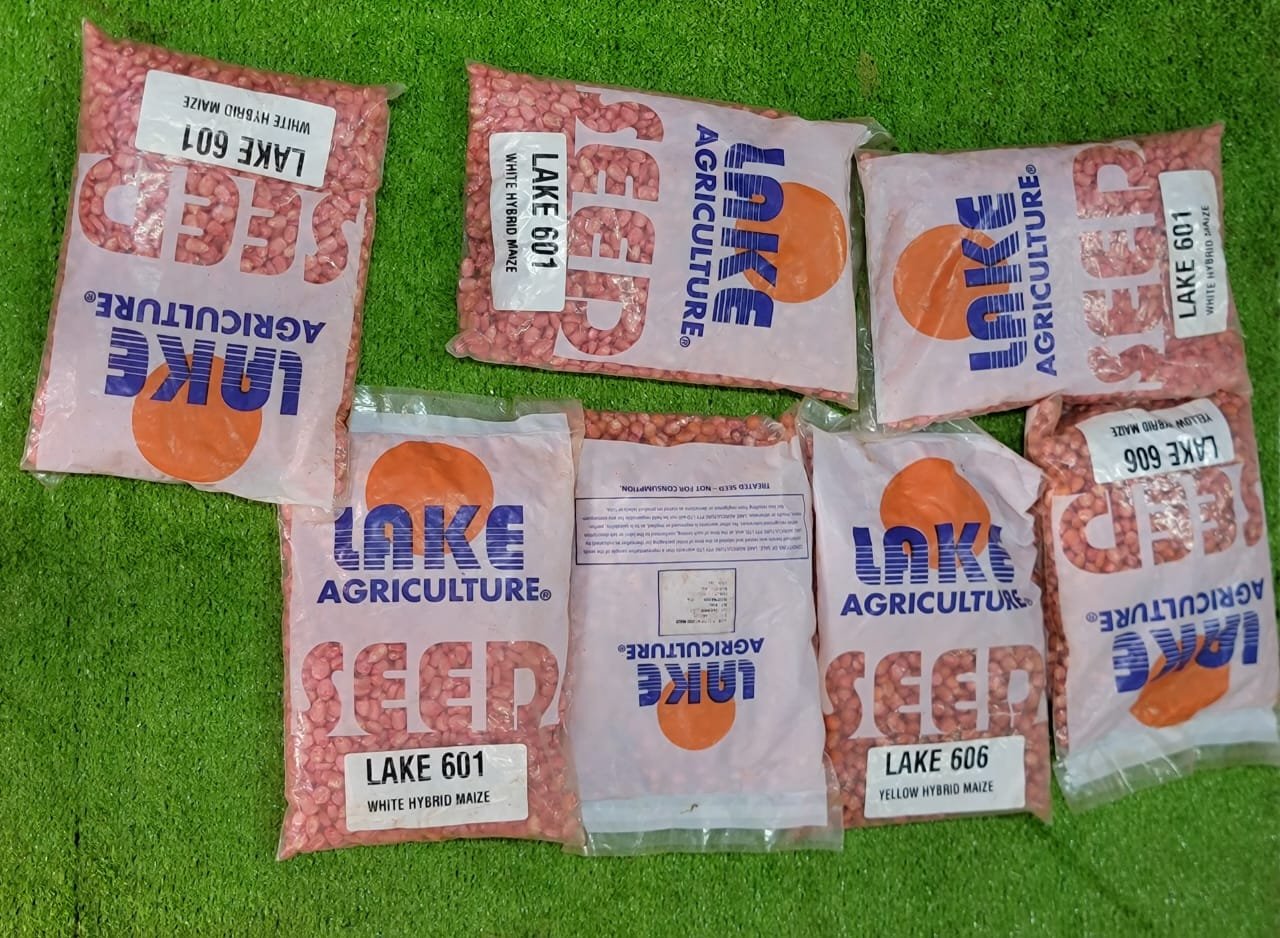 LAKE
AGRICULTURE®
SEED
LAKE 601
WHITE HYBRID MAIZE
LAKE
AGRICULTURE®
SEED
LAKE 601
WHITE HYBRID MAIZE
LAKE
AGRICULTURE®
SEED
LAKE 601
WHITE HYBRID MAIZE
LAKE
AGRICULTURE®
SEED
LAKE 601
WHITE HYBRID MAIZE
LAKE
AGRICULTURE®
TREATED SEED – NOT FOR CONSUMPTION.
LAKE
AGRICULTURE®
SEED
LAKE 606
YELLOW HYBRID MAIZE
LAKE
AGRICULTURE®
SEED
LAKE 606
YELLOW HYBRID MAIZE